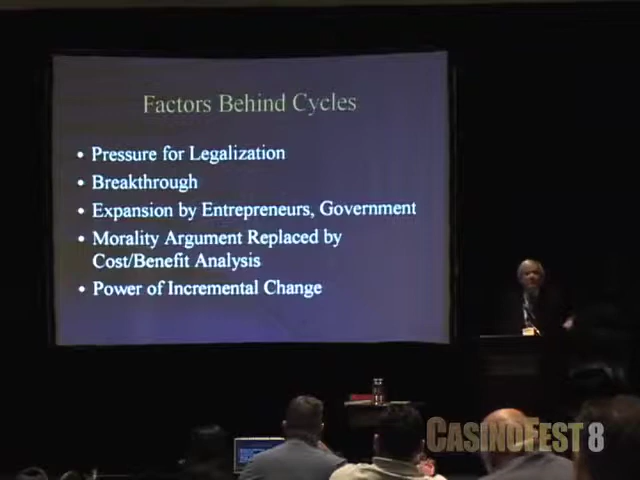 Factors Behind Cycles
• Pressure for Legalization
• Breakthrough
• Expansion by Entrepreneurs, Government
• Morality Argument Replaced by
Cost/Benefit Analysis
• Power of Incremental Change
CASINOFEST 8